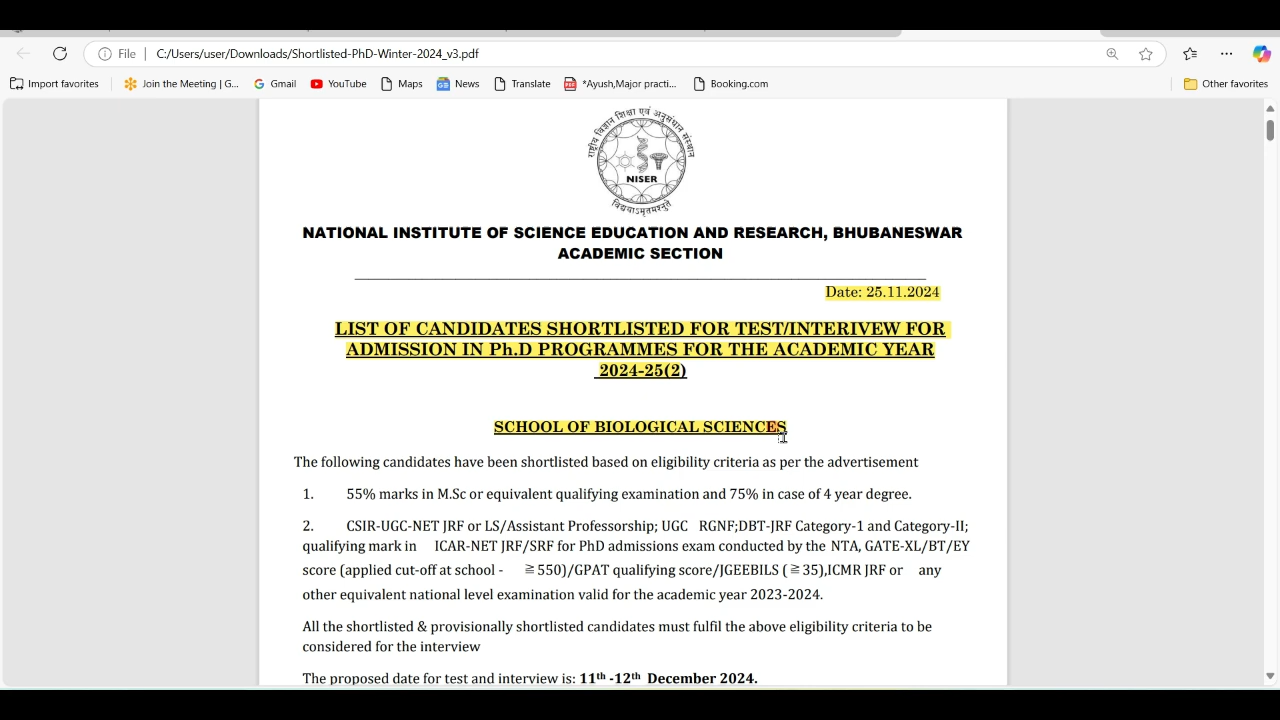 File
C:/Users/user/Downloads/Shortlisted-PhD-Winter-2024_v3.pdf
Import favorites
Join the Meeting | G...
Gmail
YouTube
Maps
News
Translate
*Ayush,Major practi...
Booking.com
Other favorites
राष्ट्रीय विज्ञान शिक्षा एवं अनुसंधान संस्थान
NISER
विद्ययाऽमृतमश्नुते
NATIONAL INSTITUTE OF SCIENCE EDUCATION AND RESEARCH, BHUBANESWAR
ACADEMIC SECTION
Date: 25.11.2024
LIST OF CANDIDATES SHORTLISTED FOR TEST/INTERIVEW FOR
ADMISSION IN Ph.D PROGRAMMES FOR THE ACADEMIC YEAR
2024-25(2)
SCHOOL OF BIOLOGICAL SCIENCES
The following candidates have been shortlisted based on eligibility criteria as per the advertisement
1. 55% marks in M.Sc or equivalent qualifying examination and 75% in case of 4 year degree.
2. CSIR-UGC-NET JRF or LS/Assistant Professorship; UGC RGNF;DBT-JRF Category-1 and Category-II;
qualifying mark in ICAR-NET JRF/SRF for PhD admissions exam conducted by the NTA, GATE-XL/BT/EY
score (applied cut-off at school - ≧550)/GPAT qualifying score/JGEEBILS (≧35),ICMR JRF or any
other equivalent national level examination valid for the academic year 2023-2024.
All the shortlisted & provisionally shortlisted candidates must fulfil the above eligibility criteria to be
considered for the interview
The proposed date for test and interview is: 11th -12th December 2024.